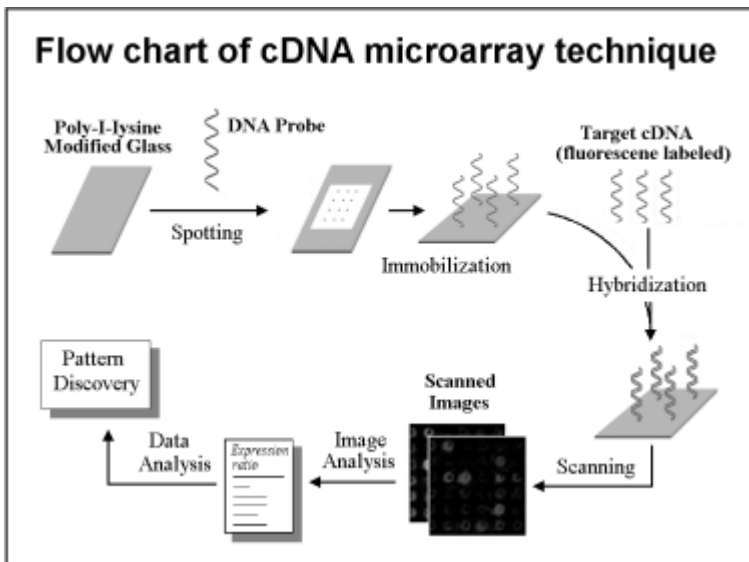 Flow chart of cDNA microarray technique
Poly-I-lysine
Modified Glass
DNA Probe
Target cDNA
(fluorescene labeled)
Spotting
Immobilization
Hybridization
Pattern
Discovery
Scanned
Images
Data
Analysis
Expression
ratio
Image
Analysis
Scanning